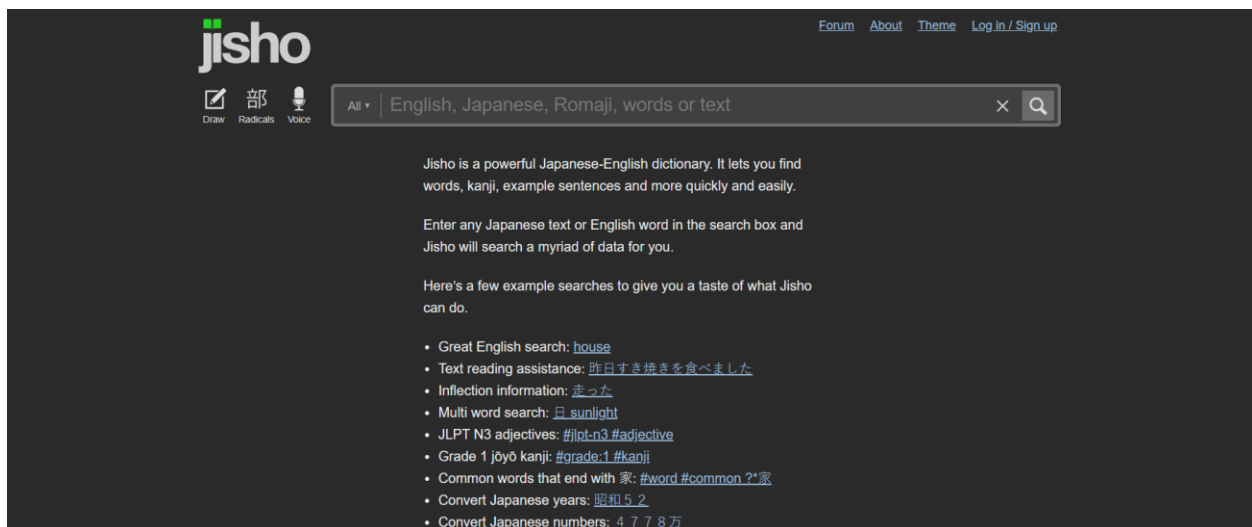 jisho
Forum About Theme Log in / Sign up
部
Draw Radicals Voice
All ▾ English, Japanese, Romaji, words or text
Jisho is a powerful Japanese-English dictionary. It lets you find
words, kanji, example sentences and more quickly and easily.
Enter any Japanese text or English word in the search box and
Jisho will search a myriad of data for you.
Here's a few example searches to give you a taste of what Jisho
can do.
• Great English search: house
• Text reading assistance: 昨日すき焼きを食べました
• Inflection information: 走った
• Multi word search: 日 sunlight
• JLPT N3 adjectives: #jlpt-n3 #adjective
• Grade 1 jōyō kanji: #grade:1 #kanji
• Common words that end with 家: #word #common ?*家
• Convert Japanese years: 昭和５２
• Convert Japanese numbers: ４７７８万